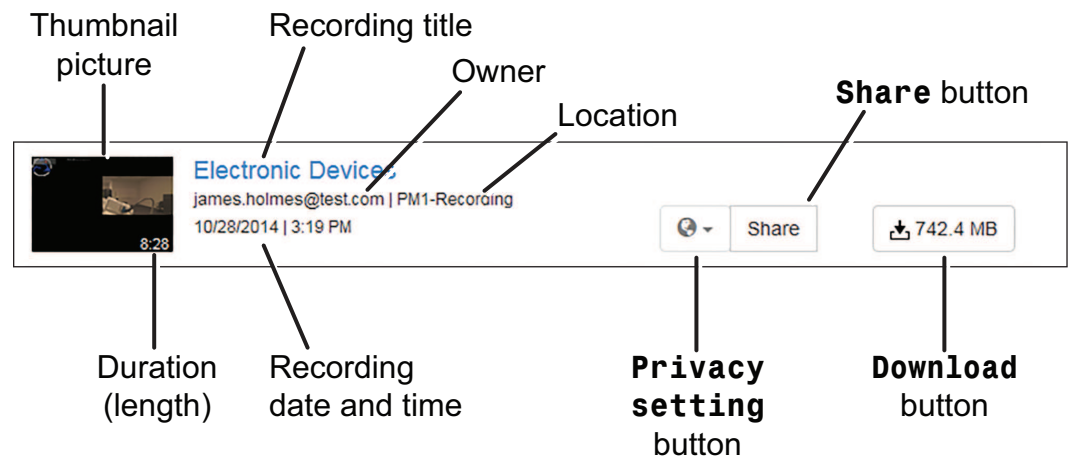 Thumbnail
picture
Recording title
Owner
Location
Share button
Electronic Devices
james.holmes@test.com | PM1-Recording
10/28/2014 | 3:19 PM
8:28
Share
742.4 MB
Duration
(length)
Recording
date and time
Privacy
setting
button
Download
button